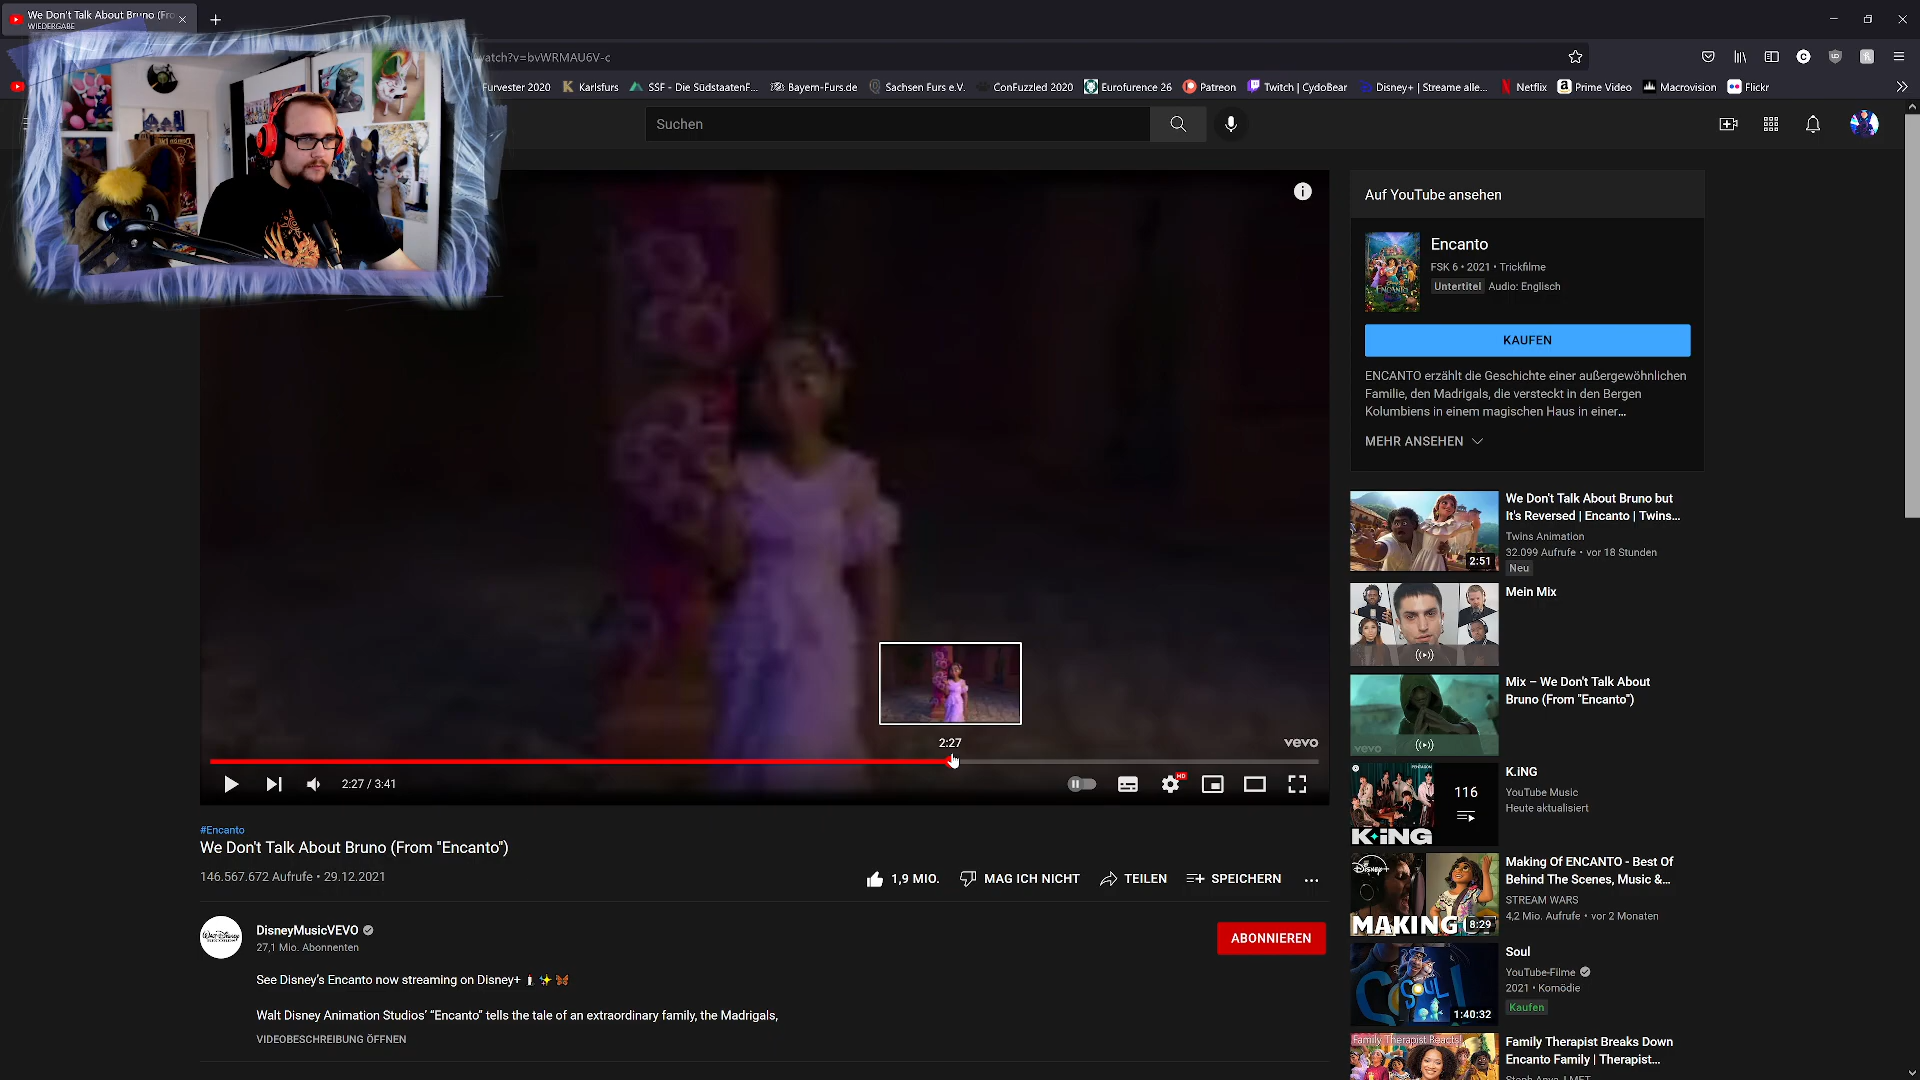 We Don't Talk About Bruno (Fro
WIEDERGABE
watch?v=bvWRMAU6V-c
Furvester 2020
Karlsfurs
SSF - Die SüdstaatenF...
Bayern-Furs.de
Sachsen Furs e.V.
ConFuzzled 2020
Eurofurence 26
Patreon
Twitch | CydoBear
Disney+ | Streame alle...
Netflix
Prime Video
Macrovision
Flickr
Suchen
Auf YouTube ansehen
Encanto
FSK 6 • 2021 • Trickfilme
Untertitel Audio: Englisch
KAUFEN
ENCANTO erzählt die Geschichte einer außergewöhnlichen
Familie, den Madrigals, die versteckt in den Bergen
Kolumbiens in einem magischen Haus in einer...
MEHR ANSEHEN
2:27
vevo
2:27 / 3:41
HD
#Encanto
We Don't Talk About Bruno (From "Encanto")
146.567.672 Aufrufe • 29.12.2021
1,9 MIO.
MAG ICH NICHT
TEILEN
SPEICHERN
DisneyMusicVEVO
27,1 Mio. Abonnenten
ABONNIEREN
See Disney's Encanto now streaming on Disney+ 🕯️ ✨ 🦋
Walt Disney Animation Studios' "Encanto" tells the tale of an extraordinary family, the Madrigals,
VIDEOBESCHREIBUNG ÖFFNEN
We Don't Talk About Bruno but
It's Reversed | Encanto | Twins...
Twins Animation
32.099 Aufrufe • vor 18 Stunden
Neu
2:51
Mein Mix
Mix – We Don't Talk About
Bruno (From "Encanto")
vevo
K.iNG
YouTube Music
Heute aktualisiert
116
K•iNG
Making Of ENCANTO - Best Of
Behind The Scenes, Music &...
STREAM WARS
4,2 Mio. Aufrufe • vor 2 Monaten
Disney+
MAKING
8:29
Soul
YouTube-Filme
2021 • Komödie
Kaufen
SOUL
1:40:32
Family Therapist Breaks Down
Encanto Family | Therapist...
Family Therapist Reacts!